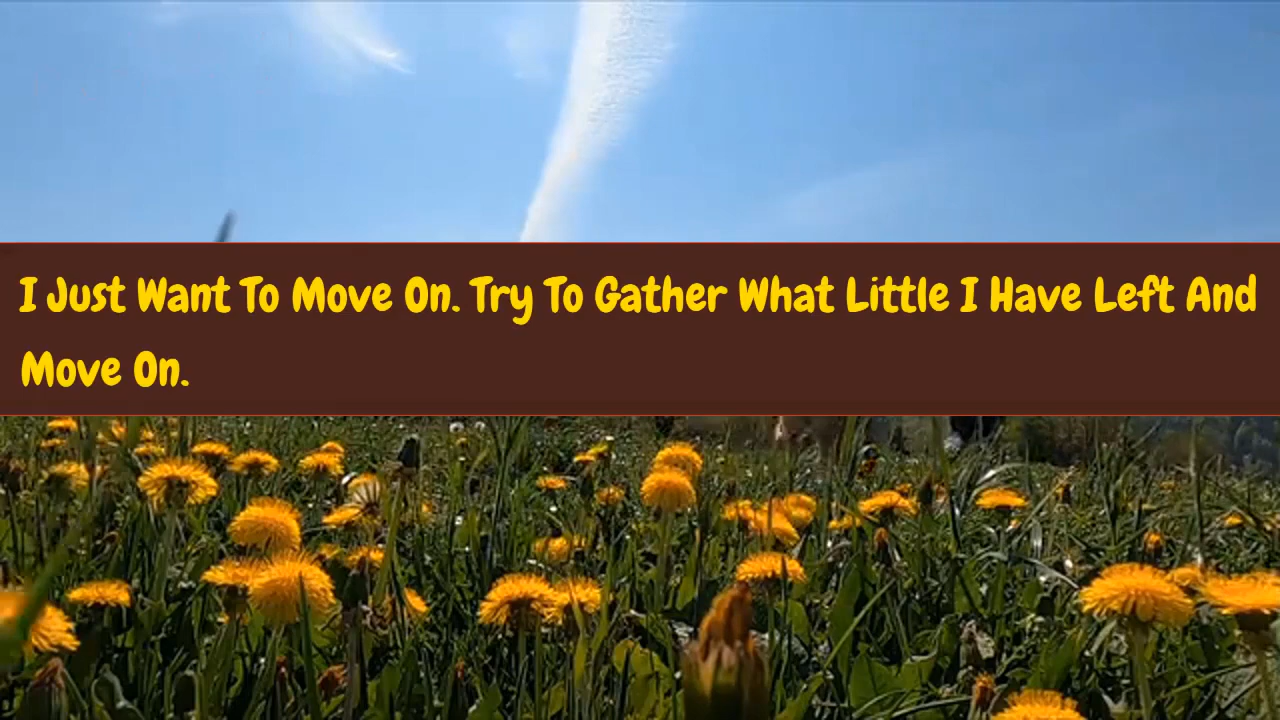 I Just Want To Move On. Try To Gather What Little I Have Left And
Move On.